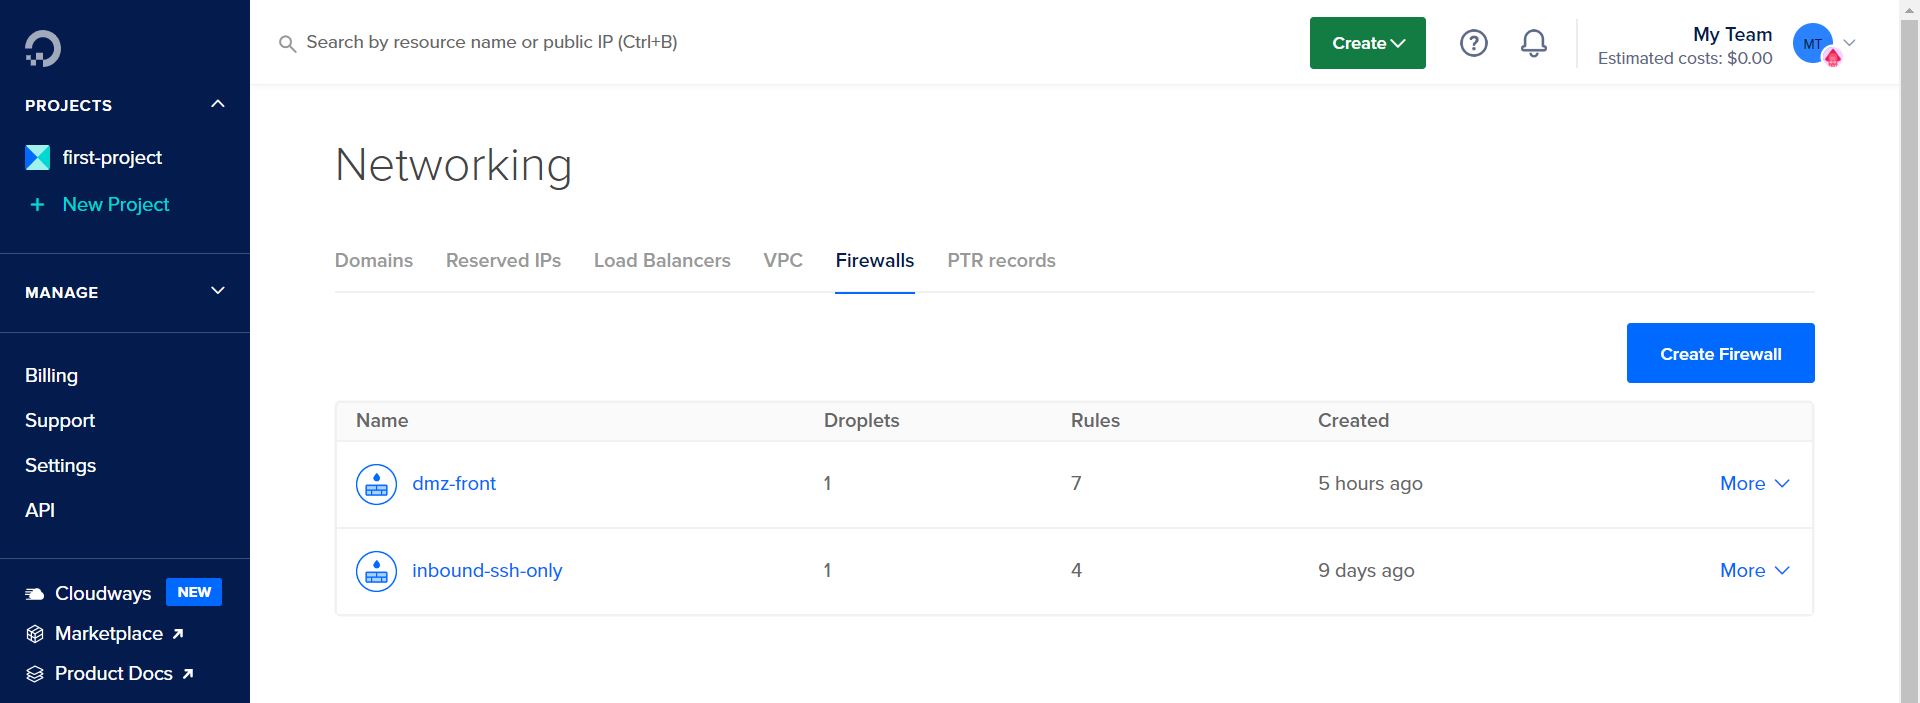 PROJECTS
first-project
+ New Project
MANAGE
Billing
Support
Settings
API
Cloudways NEW
Marketplace
Product Docs
Search by resource name or public IP (Ctrl+B)
Create
?
My Team
Estimated costs: $0.00
MT
Networking
Domains Reserved IPs Load Balancers VPC Firewalls PTR records
Create Firewall
Name Droplets Rules Created
dmz-front 1 7 5 hours ago More
inbound-ssh-only 1 4 9 days ago More